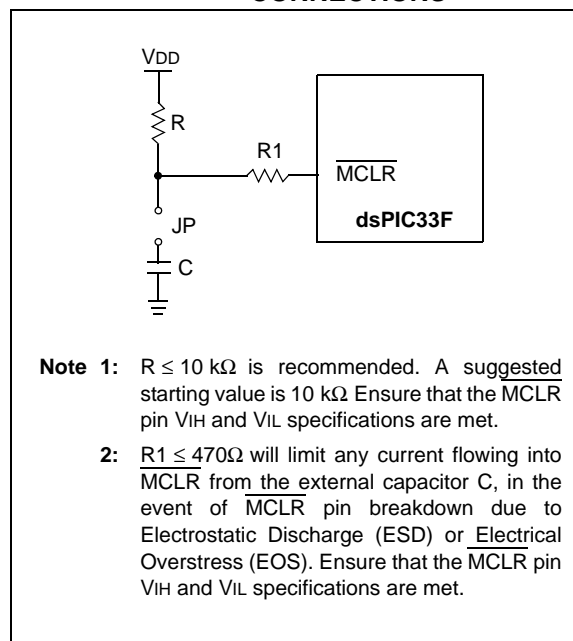 CONNECTIONS
VDD
R
R1
MCLR
dsPIC33F
JP
C
Note 1: R ≤ 10 kΩ is recommended. A suggested
starting value is 10 kΩ Ensure that the MCLR
pin VIH and VIL specifications are met.
2: R1 ≤ 470Ω will limit any current flowing into
MCLR from the external capacitor C, in the
event of MCLR pin breakdown due to
Electrostatic Discharge (ESD) or Electrical
Overstress (EOS). Ensure that the MCLR pin
VIH and VIL specifications are met.